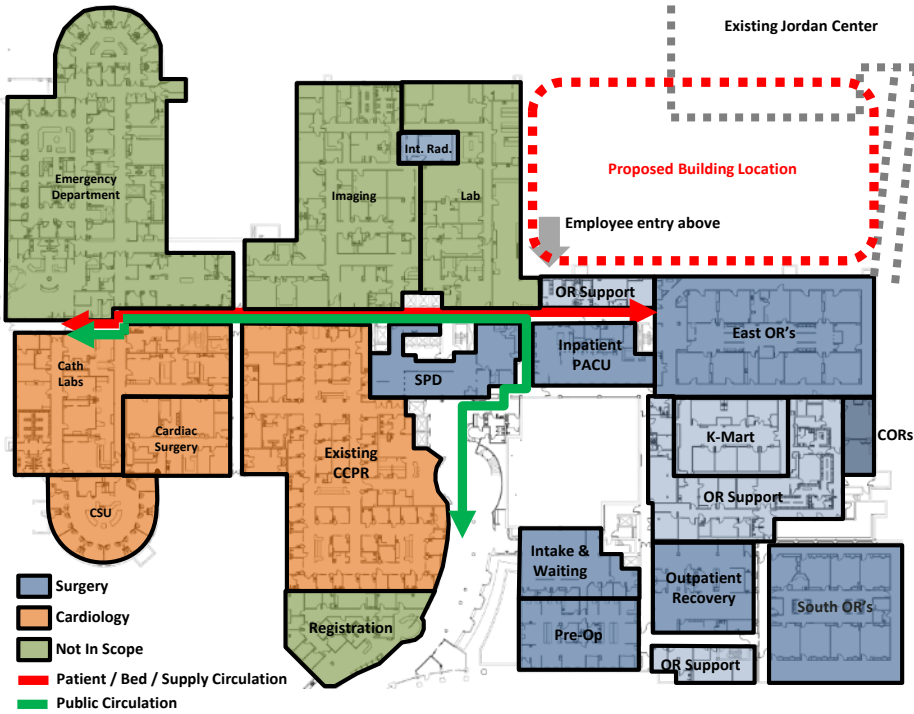 Existing Jordan Center
Int. Rad.
Proposed Building Location
Emergency
Department
Imaging
Lab
Employee entry above
OR Support
East OR's
Inpatient
PACU
SPD
Cath
Labs
Cardiac
Surgery
Existing
CCPR
K-Mart
CORs
OR Support
CSU
Intake &
Waiting
Outpatient
Recovery
South OR's
Pre-Op
Registration
OR Support
Surgery
Cardiology
Not In Scope
Patient / Bed / Supply Circulation
Public Circulation